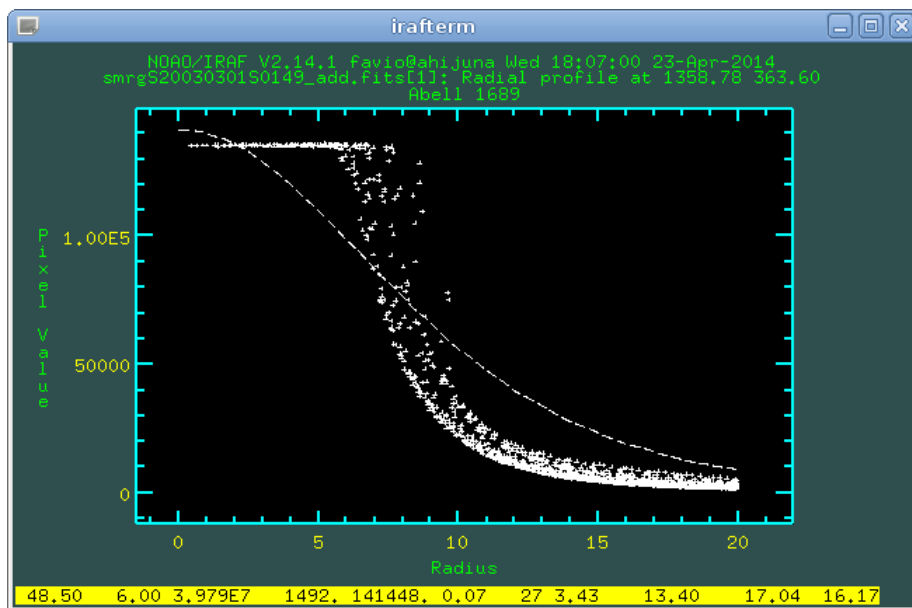 irafterm
NOAO/IRAF V2.14.1 favio@ahijuna Wed 18:07:00 23-Apr-2014
smrgS20030301S0149_add.fits[1]: Radial profile at 1358.78 363.60
Abell 1689
Pixel Value
1.00E5
50000
0
0 5 10 15 20
Radius
48.50 6.00 3.979E7 1492. 141448. 0.07 27 3.43 13.40 17.04 16.17